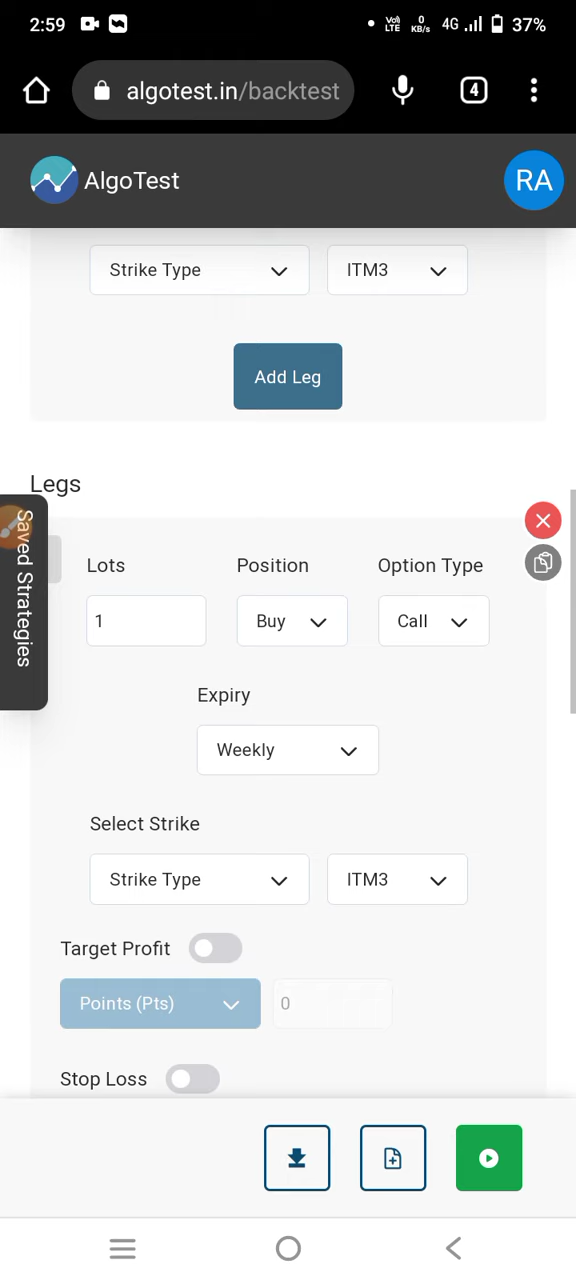 2:59 Vo) LTE 0 KB/s 4G 37%
algotest.in/backtest 4
AlgoTest RA
Strike Type ITM3
Add Leg
Legs
Saved Strategies
Lots Position Option Type
1 Buy Call
Expiry
Weekly
Select Strike
Strike Type ITM3
Target Profit
Points (Pts) 0
Stop Loss